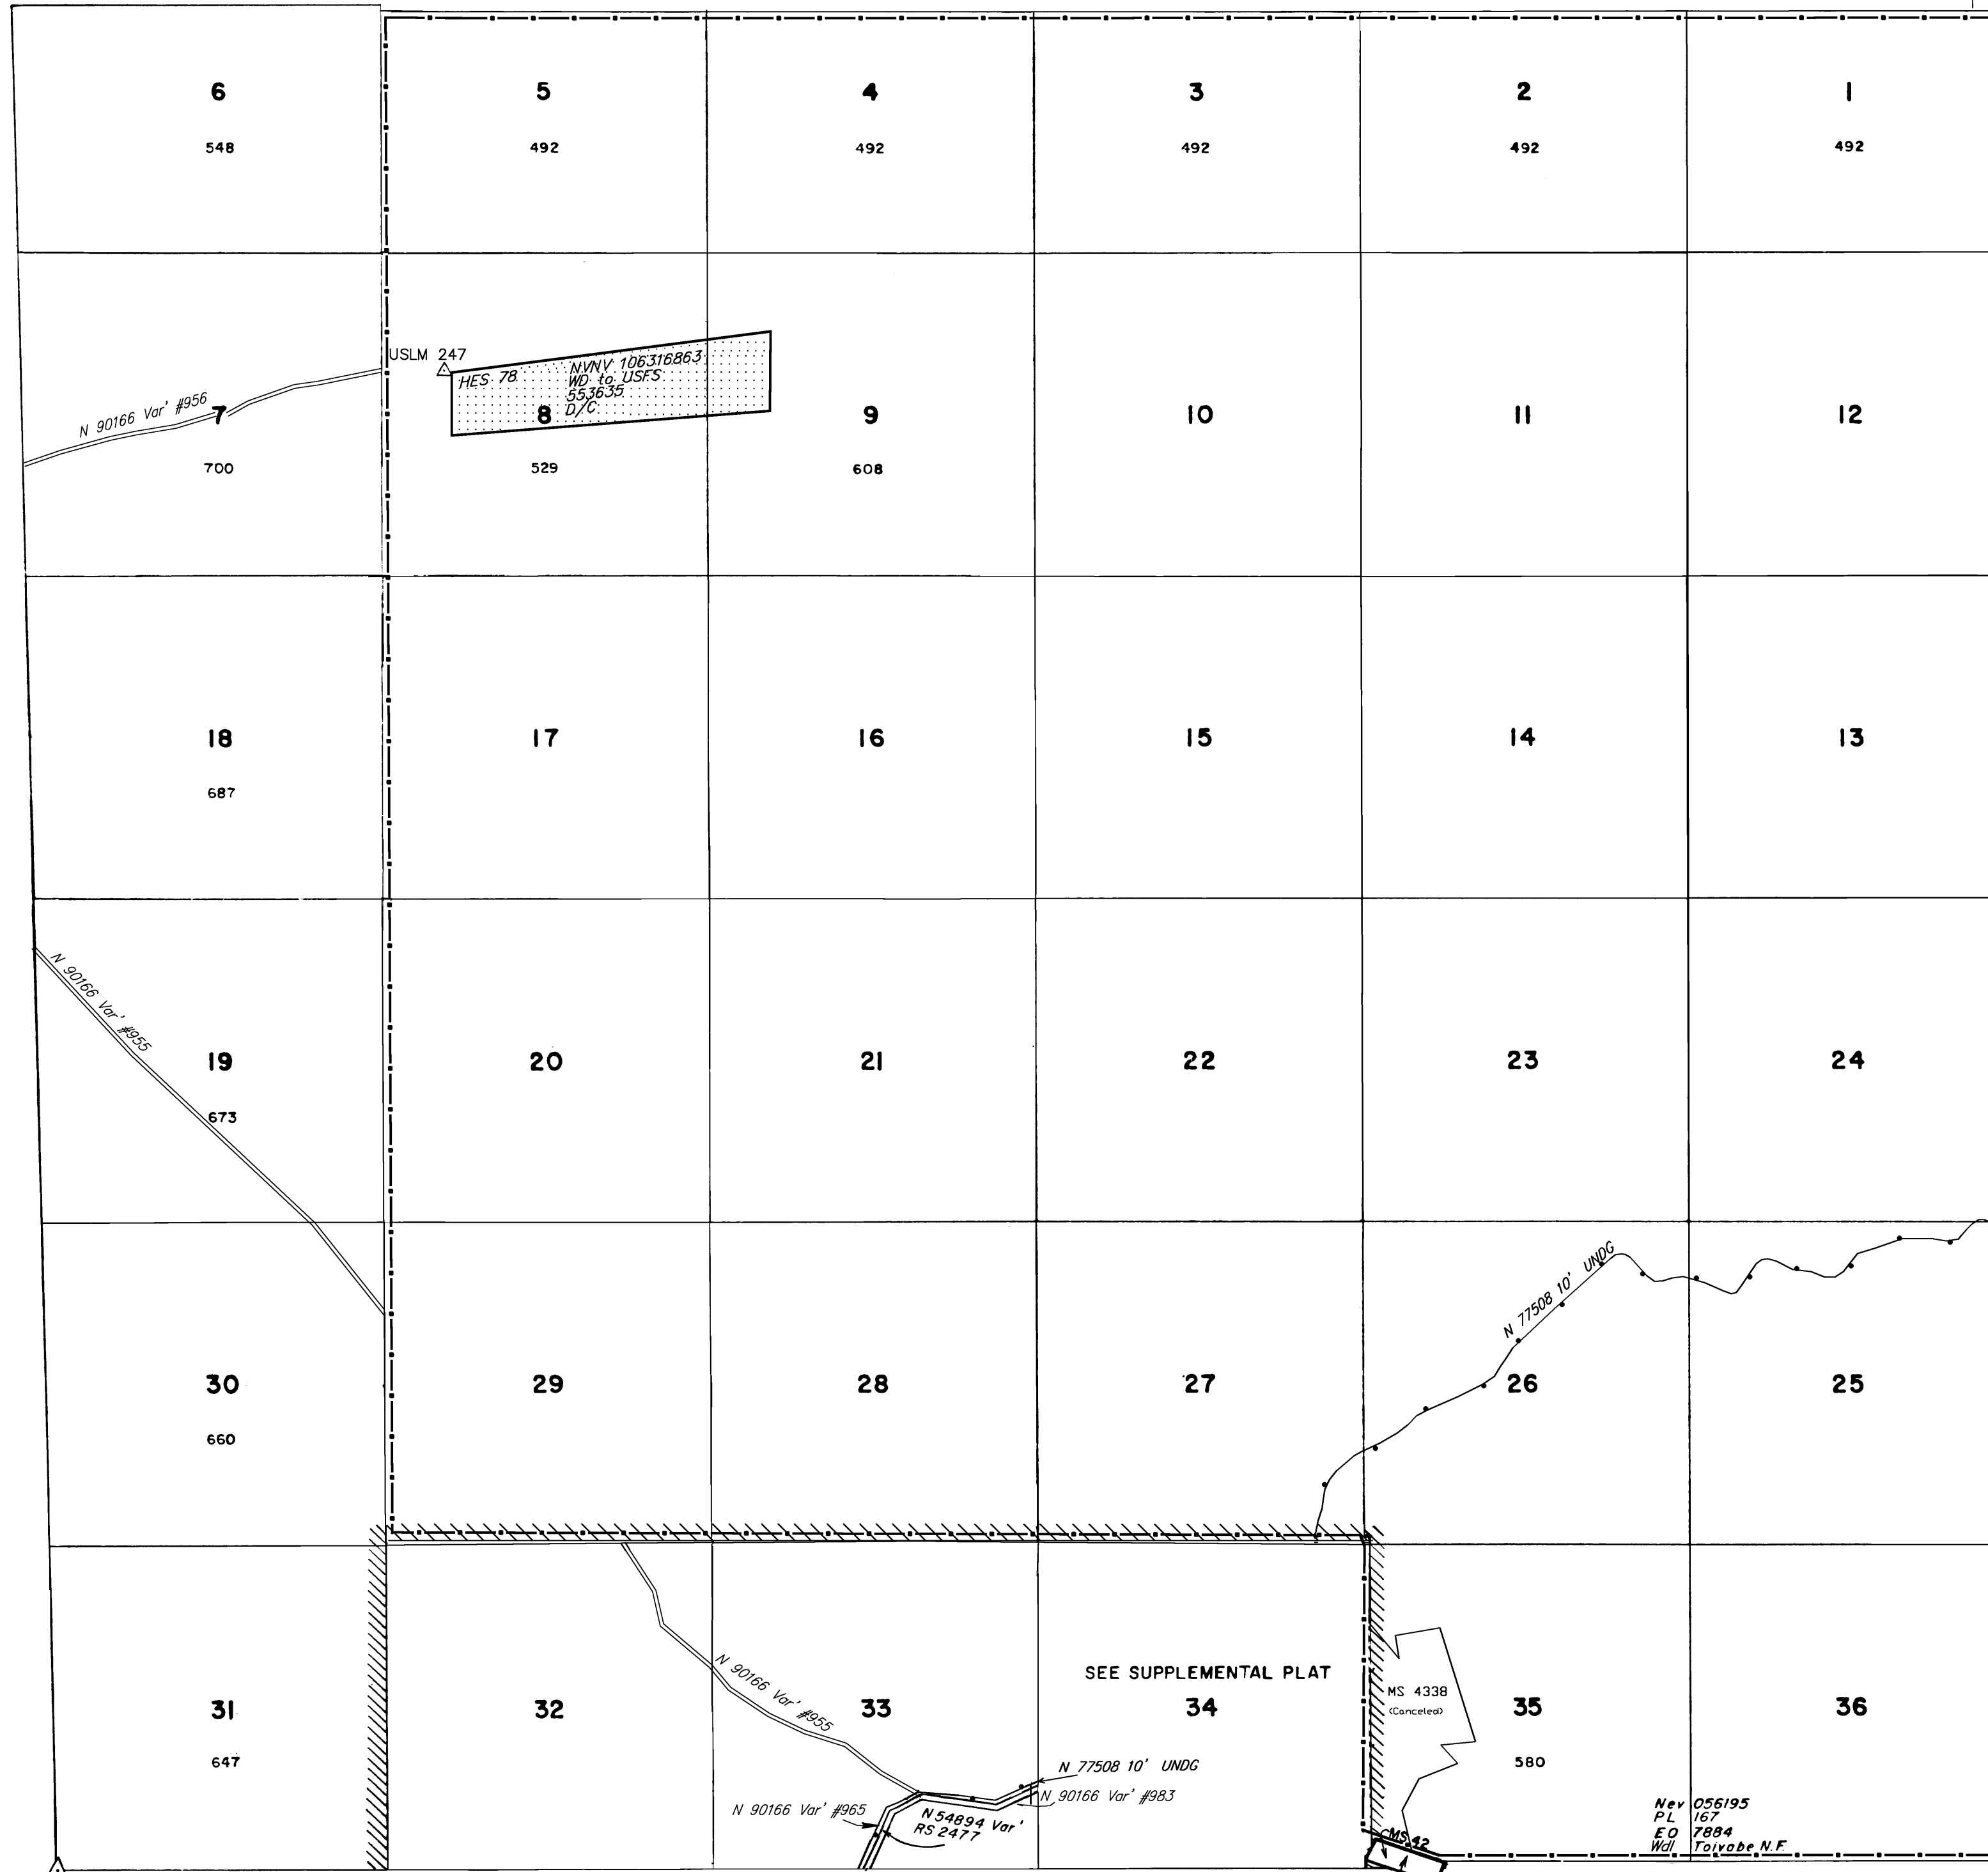 6
5
4
3
2
1
548
492
492
492
492
492
USLM 247
HES 78
NVNV 106316863
WD to USFS
553635
D/C
N 90166 Var' #956
7
8
9
10
11
12
700
529
608
18
17
16
15
14
13
687
N 90166 Var' #955
19
20
21
22
23
24
673
N 77508 10' UNDG
30
29
28
27
26
25
660
SEE SUPPLEMENTAL PLAT
N 90166 Var' #955
MS 4338
(Canceled)
31
32
33
34
35
36
647
580
N 77508 10' UNDG
N 90166 Var' #983
N 90166 Var' #965
N 54894 Var'
RS 2477
MS 42
Nev 056195
PL 167
EO 7884
Wdl Toiyabe N.F.